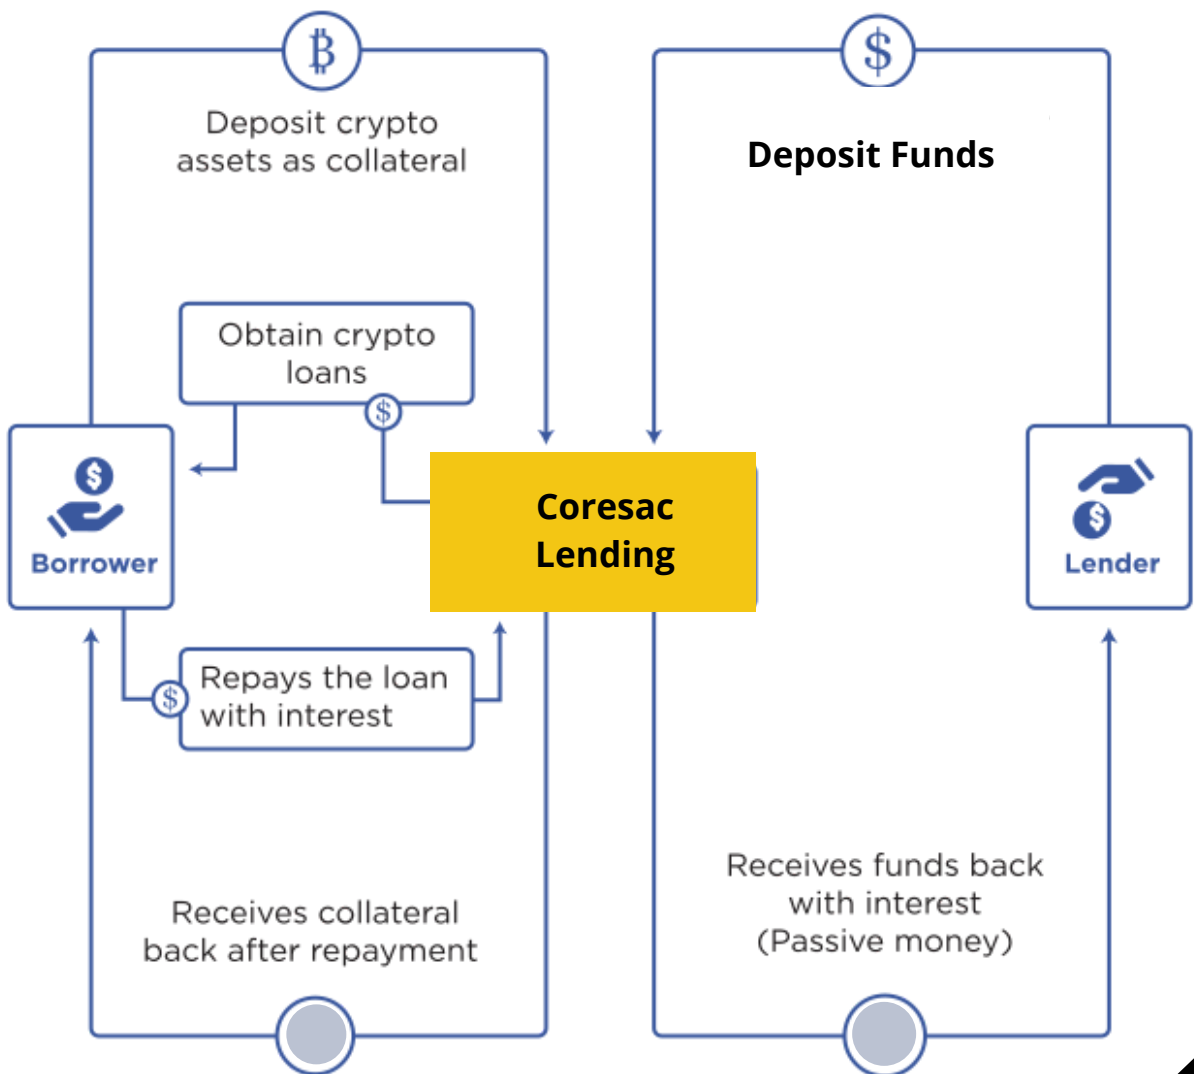 ₿
$
Deposit crypto
assets as collateral
Deposit Funds
Obtain crypto
loans
$
$
Borrower
Coresac
Lending
$
Lender
Repays the loan
$
with interest
Receives funds back
with interest
(Passive money)
Receives collateral
back after repayment